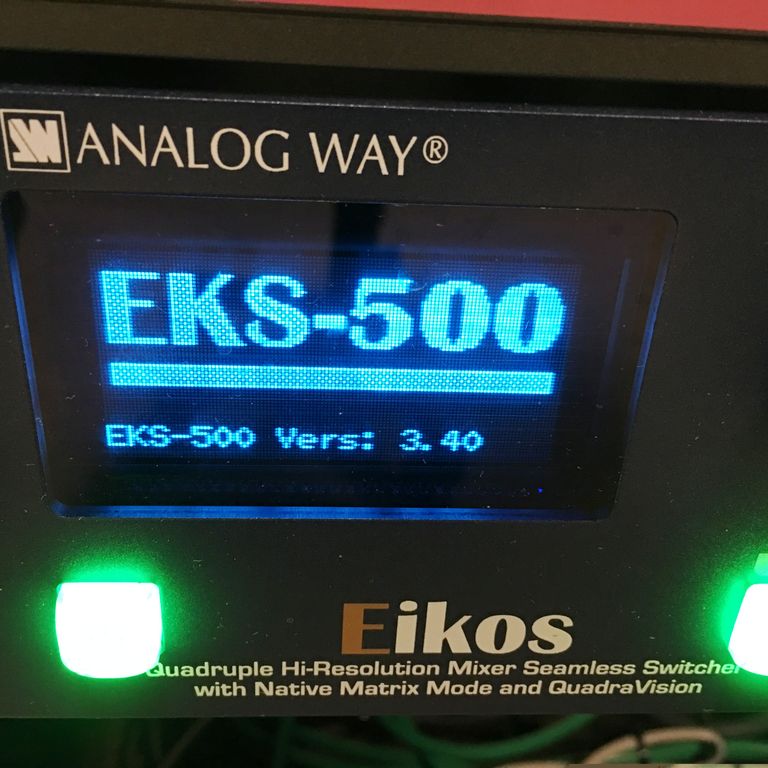 ANALOG WAY®
EKS-500
EKS-500 Vers: 3.40
Eikos
Quadruple Hi-Resolution Mixer Seamless Switcher
with Native Matrix Mode and QuadraVision